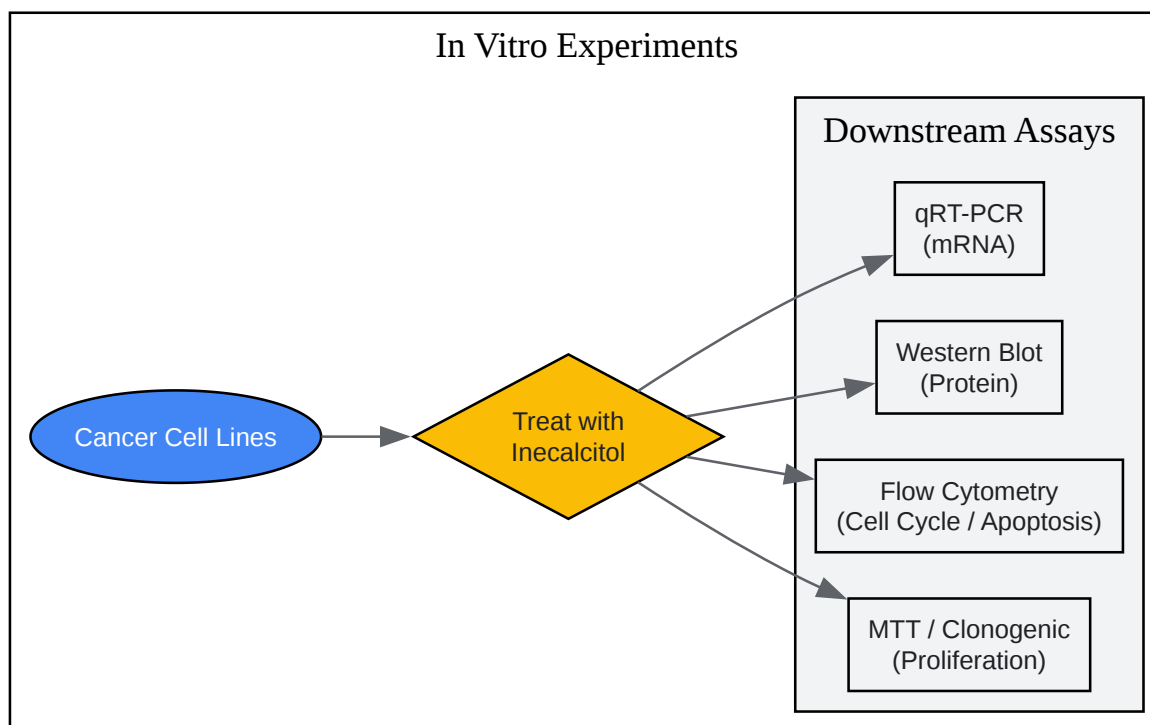 In Vitro Experiments
Downstream Assays
qRT-PCR
(mRNA)
Western Blot
(Protein)
Cancer Cell Lines
Treat with
Inecalcitol
Flow Cytometry
(Cell Cycle / Apoptosis)
MTT / Clonogenic
(Proliferation)